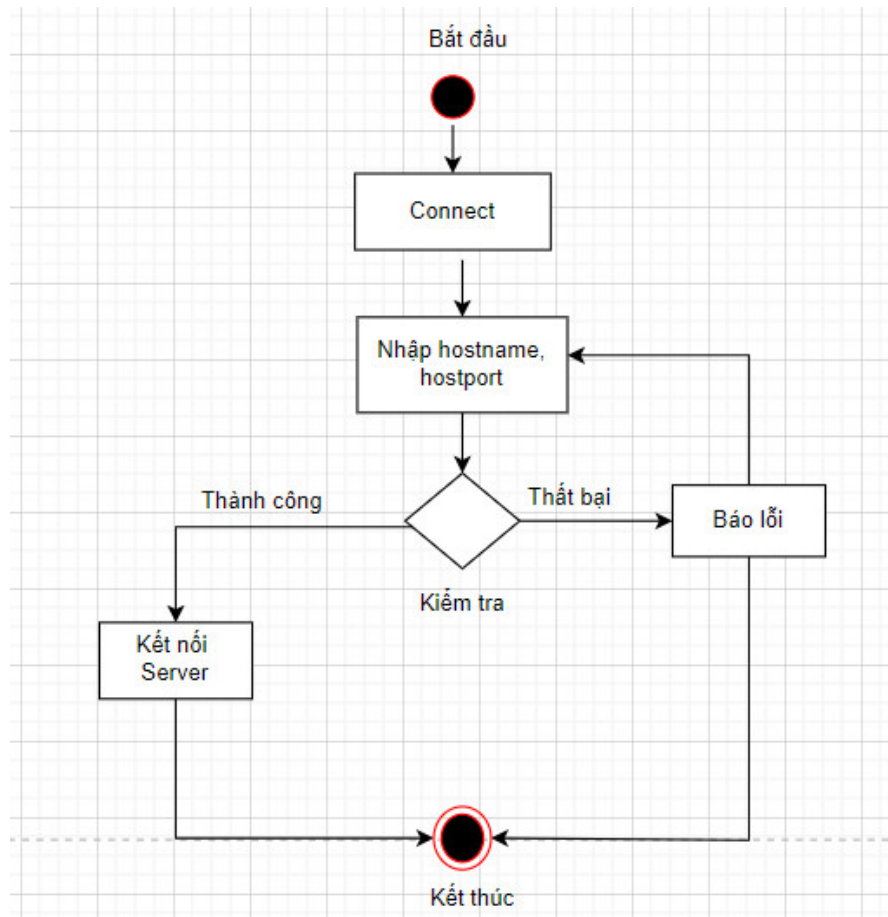 Bắt đầu
Connect
Nhập hostname,
hostport
Thành công
Thất bại
Báo lỗi
Kiểm tra
Kết nối
Server
Kết thúc